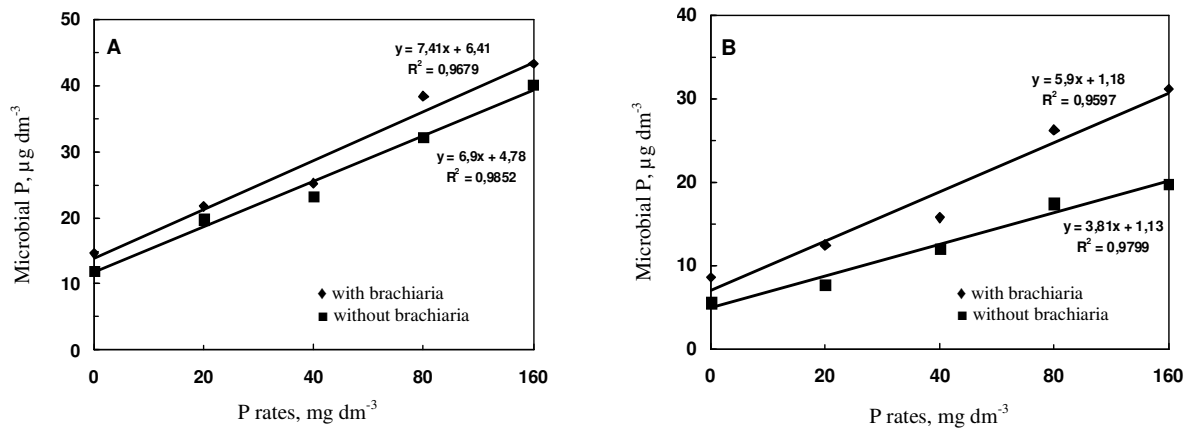 A
50
40
30
20
10
0
Microbial P, µg dm⁻³
y = 7,41x + 6,41
R² = 0,9679
y = 6,9x + 4,78
R² = 0,9852
with brachiaria
without brachiaria
0 20 40 80 160
P rates, mg dm⁻³
B
40
30
20
10
0
Microbial P, µg dm⁻³
y = 5,9x + 1,18
R² = 0,9597
y = 3,81x + 1,13
R² = 0,9799
with brachiaria
without brachiaria
0 20 40 80 160
P rates, mg dm⁻³